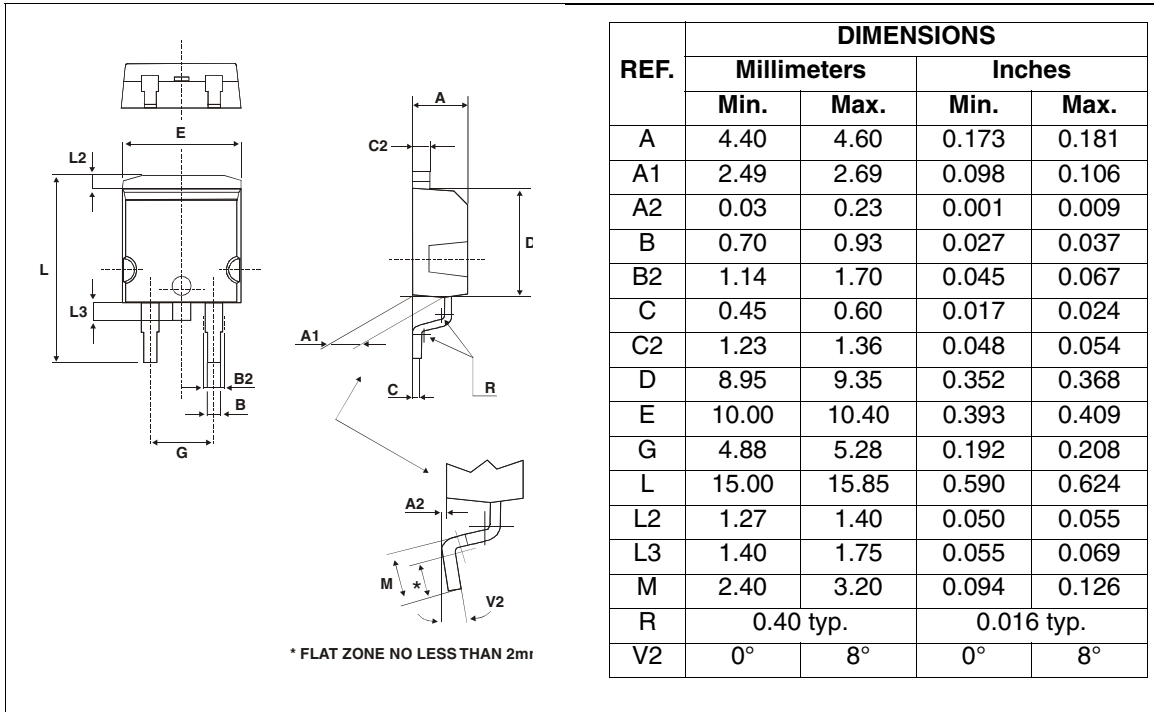 A
E
C2
L2
D
L
L3
A1
B2
C
R
B
G
A2
M
*
V2
* FLAT ZONE NO LESS THAN 2mm
REF. DIMENSIONS
Millimeters Inches
Min. Max. Min. Max.
A 4.40 4.60 0.173 0.181
A1 2.49 2.69 0.098 0.106
A2 0.03 0.23 0.001 0.009
B 0.70 0.93 0.027 0.037
B2 1.14 1.70 0.045 0.067
C 0.45 0.60 0.017 0.024
C2 1.23 1.36 0.048 0.054
D 8.95 9.35 0.352 0.368
E 10.00 10.40 0.393 0.409
G 4.88 5.28 0.192 0.208
L 15.00 15.85 0.590 0.624
L2 1.27 1.40 0.050 0.055
L3 1.40 1.75 0.055 0.069
M 2.40 3.20 0.094 0.126
R 0.40 typ. 0.016 typ.
V2 0° 8° 0° 8°